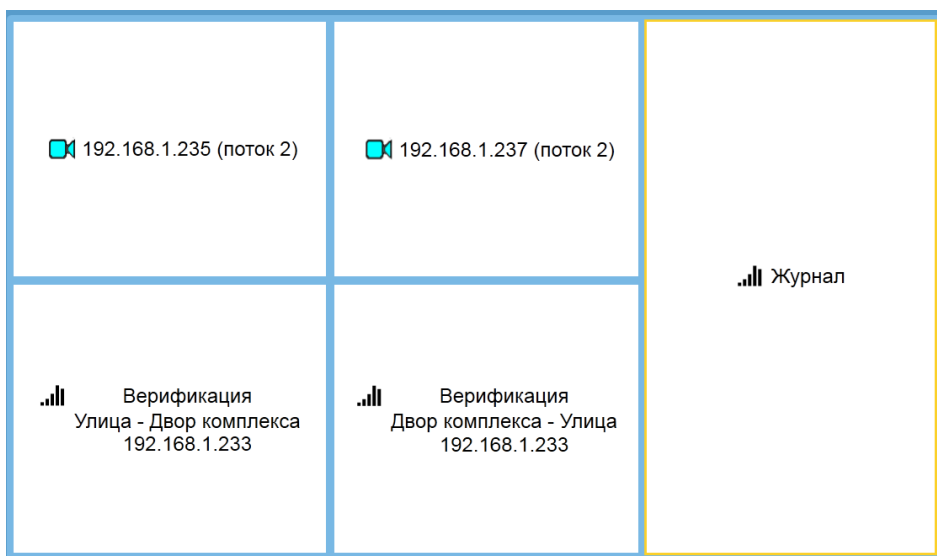 192.168.1.235 (поток 2)
192.168.1.237 (поток 2)
Журнал
Верификация
Улица - Двор комплекса
192.168.1.233
Верификация
Двор комплекса - Улица
192.168.1.233